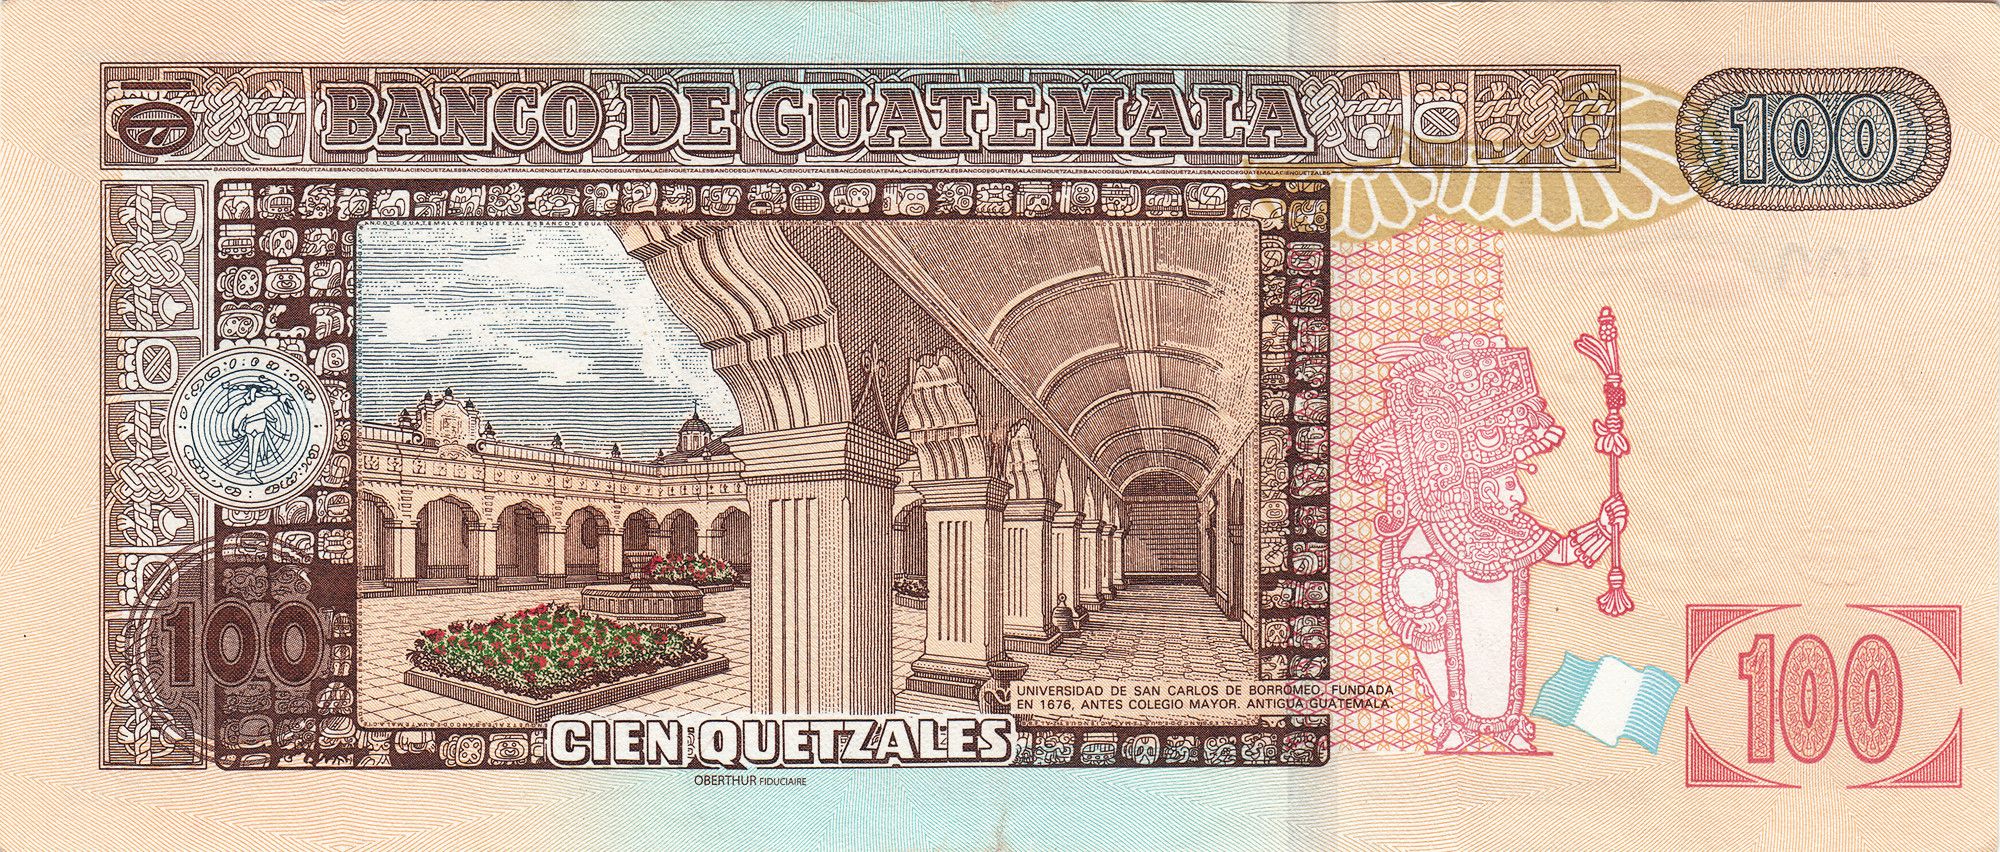 BANCO DE GUATEMALA
100
BANCODEGUATEMALACIENQUETZALESBANCODEGUATEMALACIENQUETZALESBANCODEGUATEMALACIENQUETZALES
100
UNIVERSIDAD DE SAN CARLOS DE BORROMEO, FUNDADA
EN 1676, ANTES COLEGIO MAYOR. ANTIGUA GUATEMALA.
CIEN QUETZALES
100
OBERTHUR FIDUCIAIRE